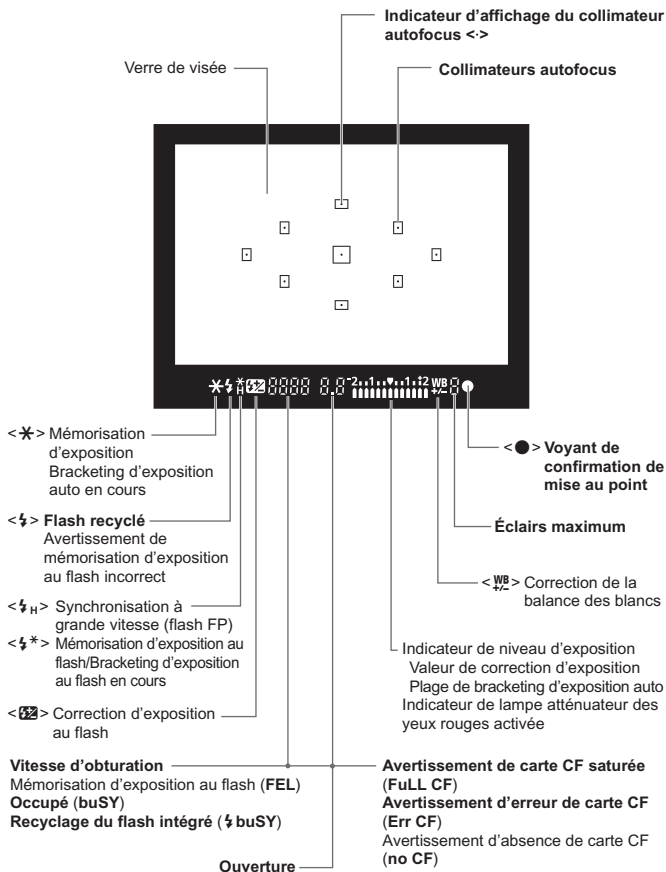 Indicateur d'affichage du collimateur
autofocus <·>
Verre de visée
Collimateurs autofocus
-2..1..▼..1..+2 WB
+/-
H
<✱> Mémorisation
d'exposition
Bracketing d'exposition
auto en cours
<⚡> Flash recyclé
Avertissement de
mémorisation d'exposition
au flash incorrect
<⚡H> Synchronisation à
grande vitesse (flash FP)
<⚡*> Mémorisation d'exposition au
flash/Bracketing d'exposition
au flash en cours
<⚡±> Correction d'exposition
au flash
<●> Voyant de
confirmation de
mise au point
Éclairs maximum
<WB+/-> Correction de la
balance des blancs
Indicateur de niveau d'exposition
Valeur de correction d'exposition
Plage de bracketing d'exposition auto
Indicateur de lampe atténuateur des
yeux rouges activée
Vitesse d'obturation
Mémorisation d'exposition au flash (FEL)
Occupé (buSY)
Recyclage du flash intégré (⚡buSY)
Avertissement de carte CF saturée
(FuLL CF)
Avertissement d'erreur de carte CF
(Err CF)
Avertissement d'absence de carte CF
(no CF)
Ouverture